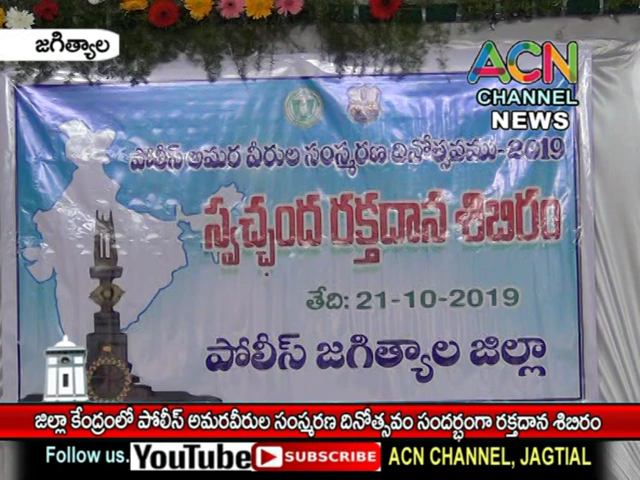 జగిత్యాల
ACN
CHANNEL
NEWS
పోలీస్ అమర వీరుల సంస్మరణ దినోత్సవము-2019
స్వచ్ఛంద రక్తదాన శిబిరం
తేది: 21-10-2019
పోలీస్ జగిత్యాల జిల్లా
జిల్లా కేంద్రంలో పోలీస్ అమరవీరుల సంస్మరణ దినోత్సవం సందర్భంగా రక్తదాన శిబిరం
Follow us. YouTube SUBSCRIBE ACN CHANNEL, JAGTIAL